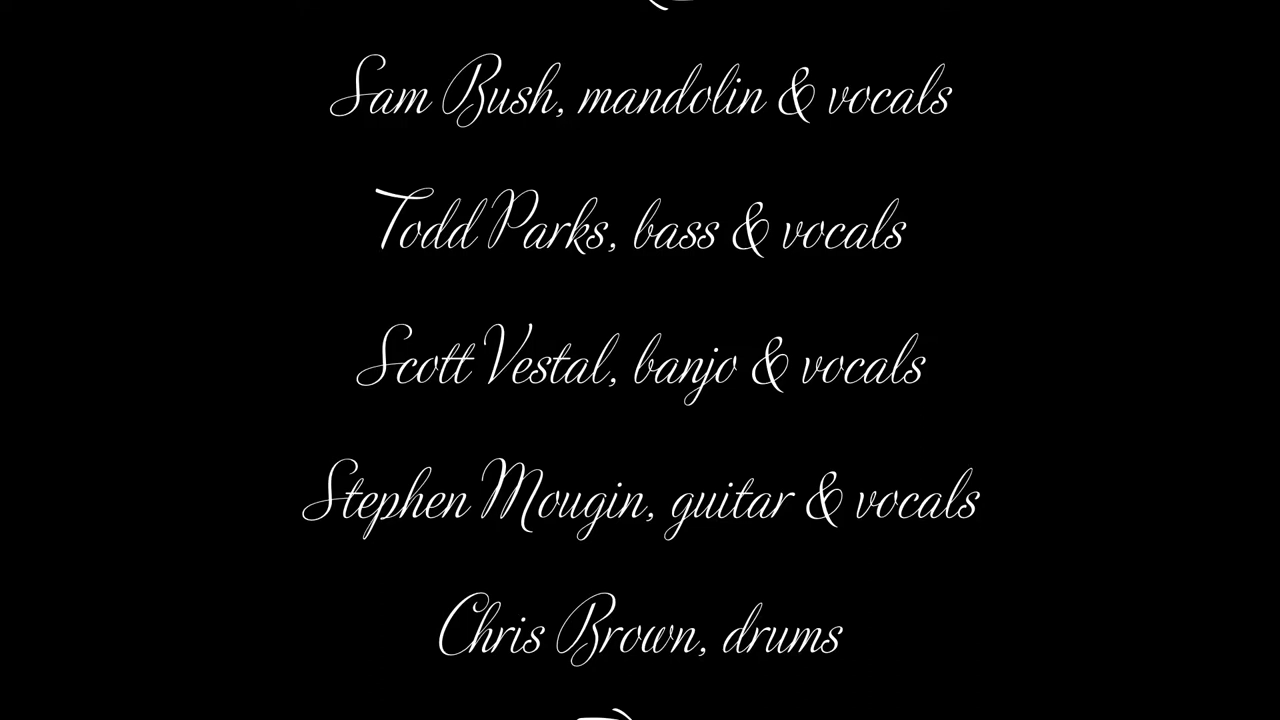 Sam Bush, mandolin & vocals
Todd Parks, bass & vocals
Scott Vestal, banjo & vocals
Stephen Mougin, guitar & vocals
Chris Brown, drums